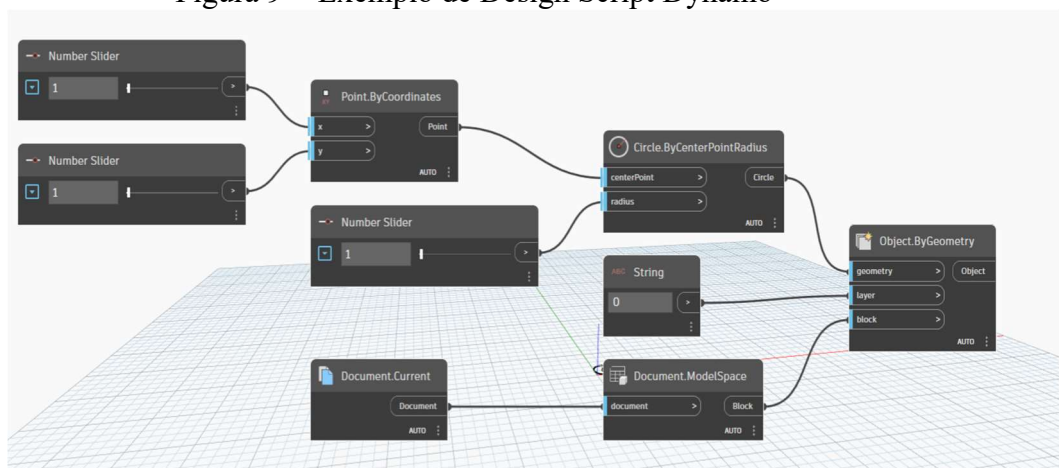 Figura 9 – Exemplo de Design Script Dynamo
Number Slider
1
>
Number Slider
1
>
Point.ByCoordinates
x > Point
y >
AUTO
Number Slider
1
>
Circle.ByCenterPointRadius
centerPoint > Circle
radius >
AUTO
ABC String
0 >
Document.Current
Document
AUTO
Document.ModelSpace
document > Block
AUTO
Object.ByGeometry
geometry > Object
layer >
block >
AUTO